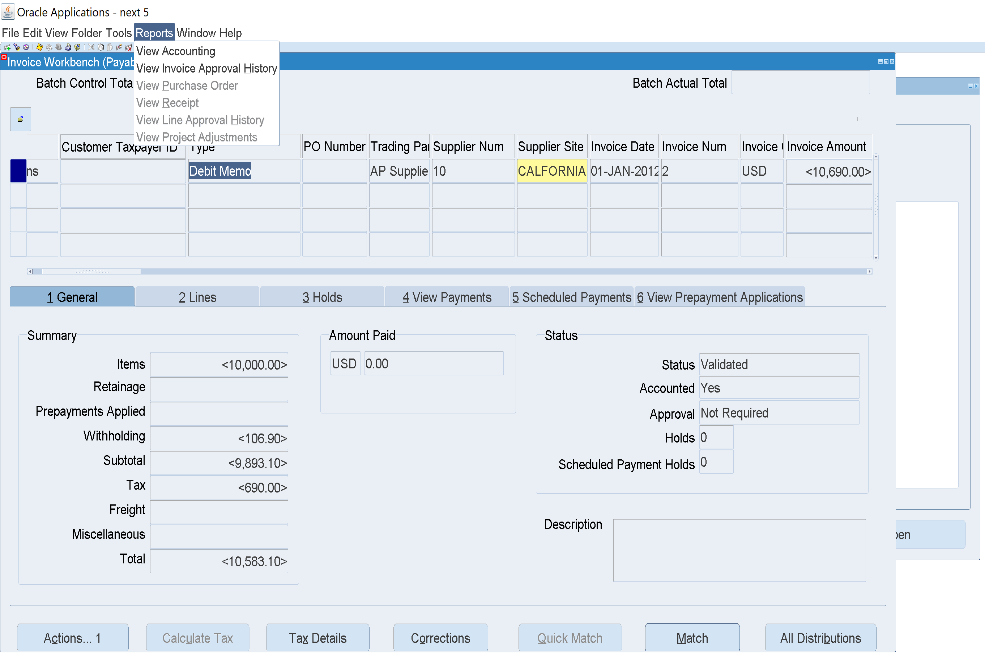 Oracle Applications - next 5
File Edit View Folder Tools Reports Window Help
View Accounting
View Invoice Approval History
View Purchase Order
View Receipt
View Line Approval History
View Project Adjustments
Invoice Workbench (Payab
Batch Control Tota
Batch Actual Total
Customer Taxpayer ID Type PO Number Trading Par Supplier Num Supplier Site Invoice Date Invoice Num Invoice Invoice Amount
ns Debit Memo AP Supplie 10 CALFORNIA 01-JAN-2012 2 USD <10,690.00>
1 General 2 Lines 3 Holds 4 View Payments 5 Scheduled Payments 6 View Prepayment Applications
Summary
Items <10,000.00>
Retainage
Prepayments Applied
Withholding <106.90>
Subtotal <9,893.10>
Tax <690.00>
Freight
Miscellaneous
Total <10,583.10>
Amount Paid
USD 0.00
Status
Status Validated
Accounted Yes
Approval Not Required
Holds 0
Scheduled Payment Holds 0
Description
pen
Actions... 1 Calculate Tax Tax Details Corrections Quick Match Match All Distributions